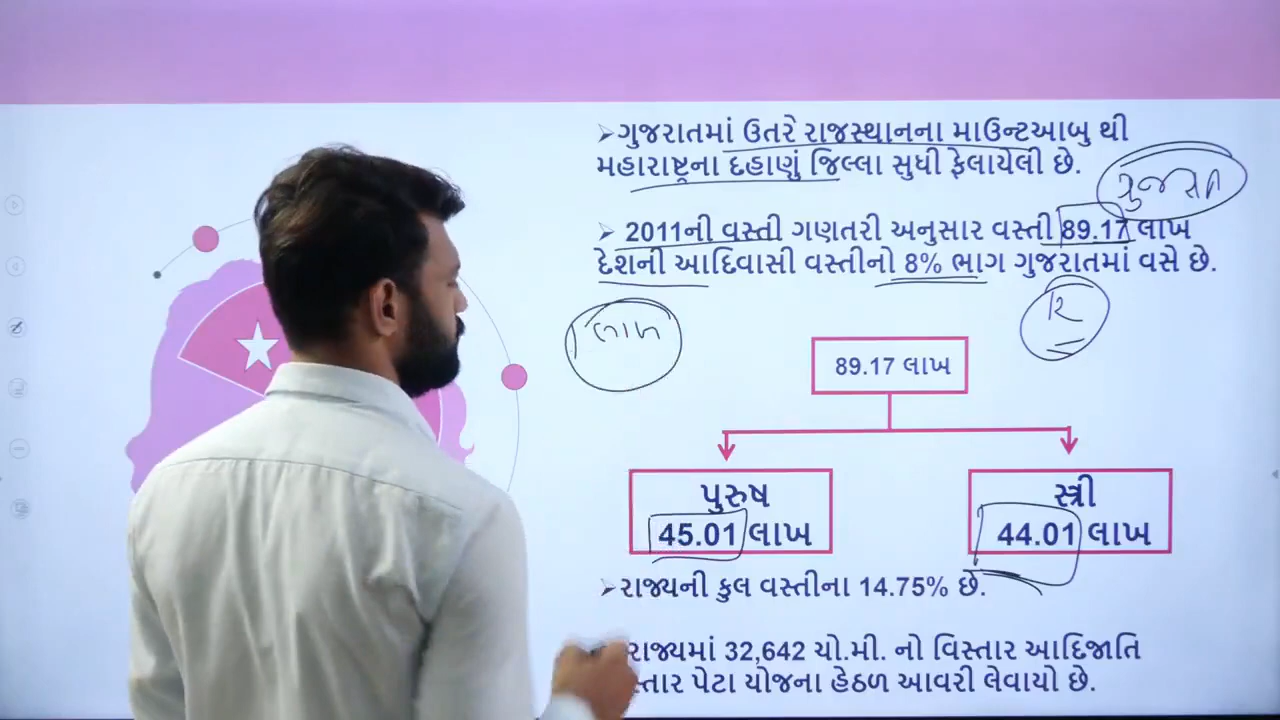 ➢ગુજરાતમાં ઉતરે રાજસ્થાનના માઉન્ટઆબુ થી
મહારાષ્ટ્રના દહાણું જિલ્લા સુધી ફેલાયેલી છે.
ગુજરાત
➢ 2011ની વસ્તી ગણતરી અનુસાર વસ્તી 89.17 લાખ
દેશની આદિવાસી વસ્તીનો 8% ભાગ ગુજરાતમાં વસે છે.
લાખ
89.17 લાખ
પુરુષ
45.01 લાખ
સ્ત્રી
44.01 લાખ
➢રાજ્યની કુલ વસ્તીના 14.75% છે.
રાજ્યમાં 32,642 ચો.મી. નો વિસ્તાર આદિજાતિ
સ્તાર પેટા યોજના હેઠળ આવરી લેવાયો છે.